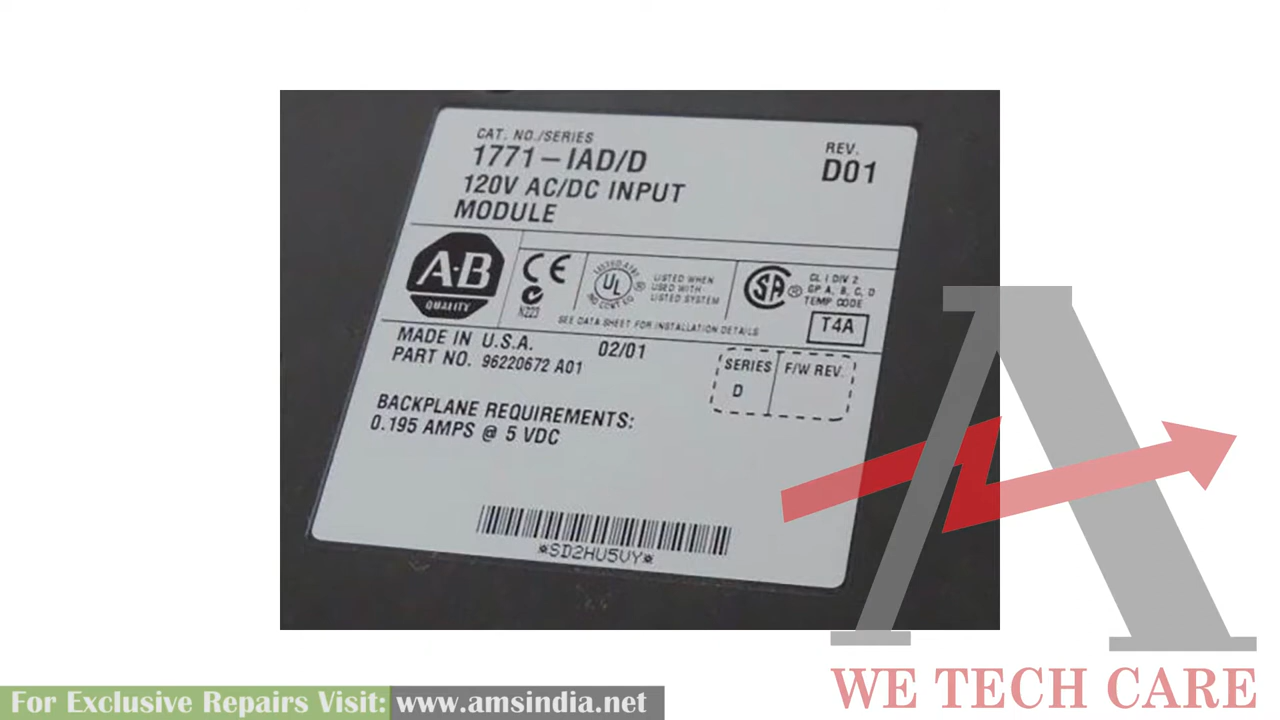 CAT. NO./SERIES
1771-IAD/D
120V AC/DC INPUT
MODULE
REV.
D01
A-B
QUALITY
CE
N223
LISTED
UL
LISTED WHEN
USED WITH
LISTED SYSTEM
SA
CL I DIV 2
GP A, B, C, D
TEMP CODE
T4A
SEE DATA SHEET FOR INSTALLATION DETAILS
MADE IN U.S.A. 02/01
PART NO. 96220672 A01
SERIES
D
F/W REV.
BACKPLANE REQUIREMENTS:
0.195 AMPS @ 5 VDC
*SD2HU5VY*
WE TECH CARE
For Exclusive Repairs Visit: www.amsindia.net